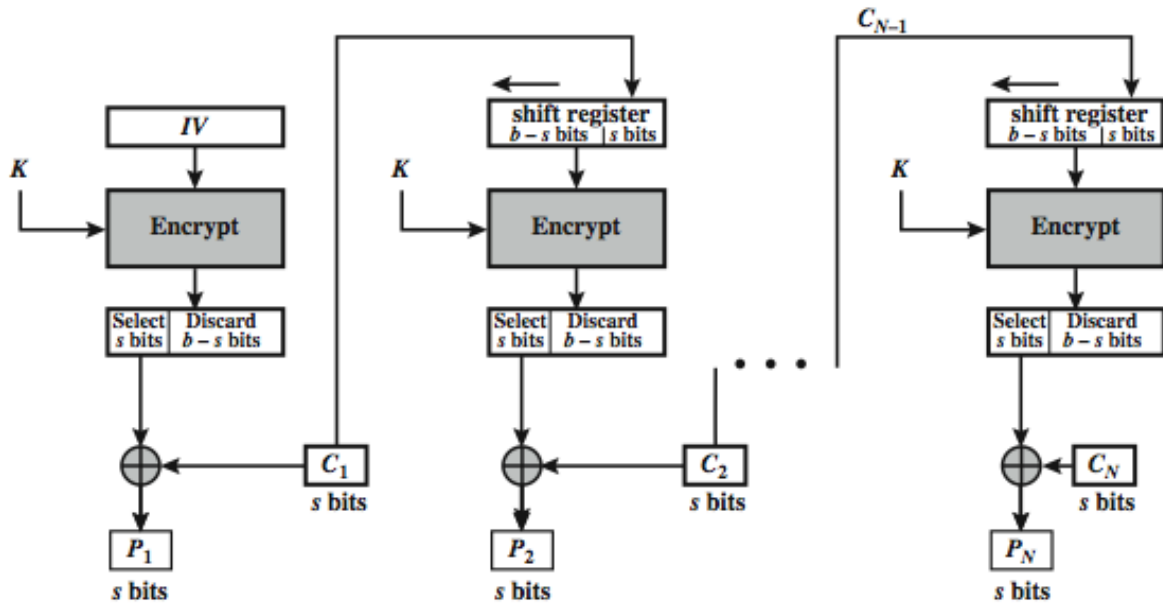 C_{N–1}
IV
shift register
b – s bits | s bits
shift register
b – s bits | s bits
K
K
K
Encrypt
Encrypt
Encrypt
Select
s bits
Discard
b – s bits
Select
s bits
Discard
b – s bits
Select
s bits
Discard
b – s bits
• • •
C_1
s bits
C_2
s bits
C_N
s bits
P_1
s bits
P_2
s bits
P_N
s bits